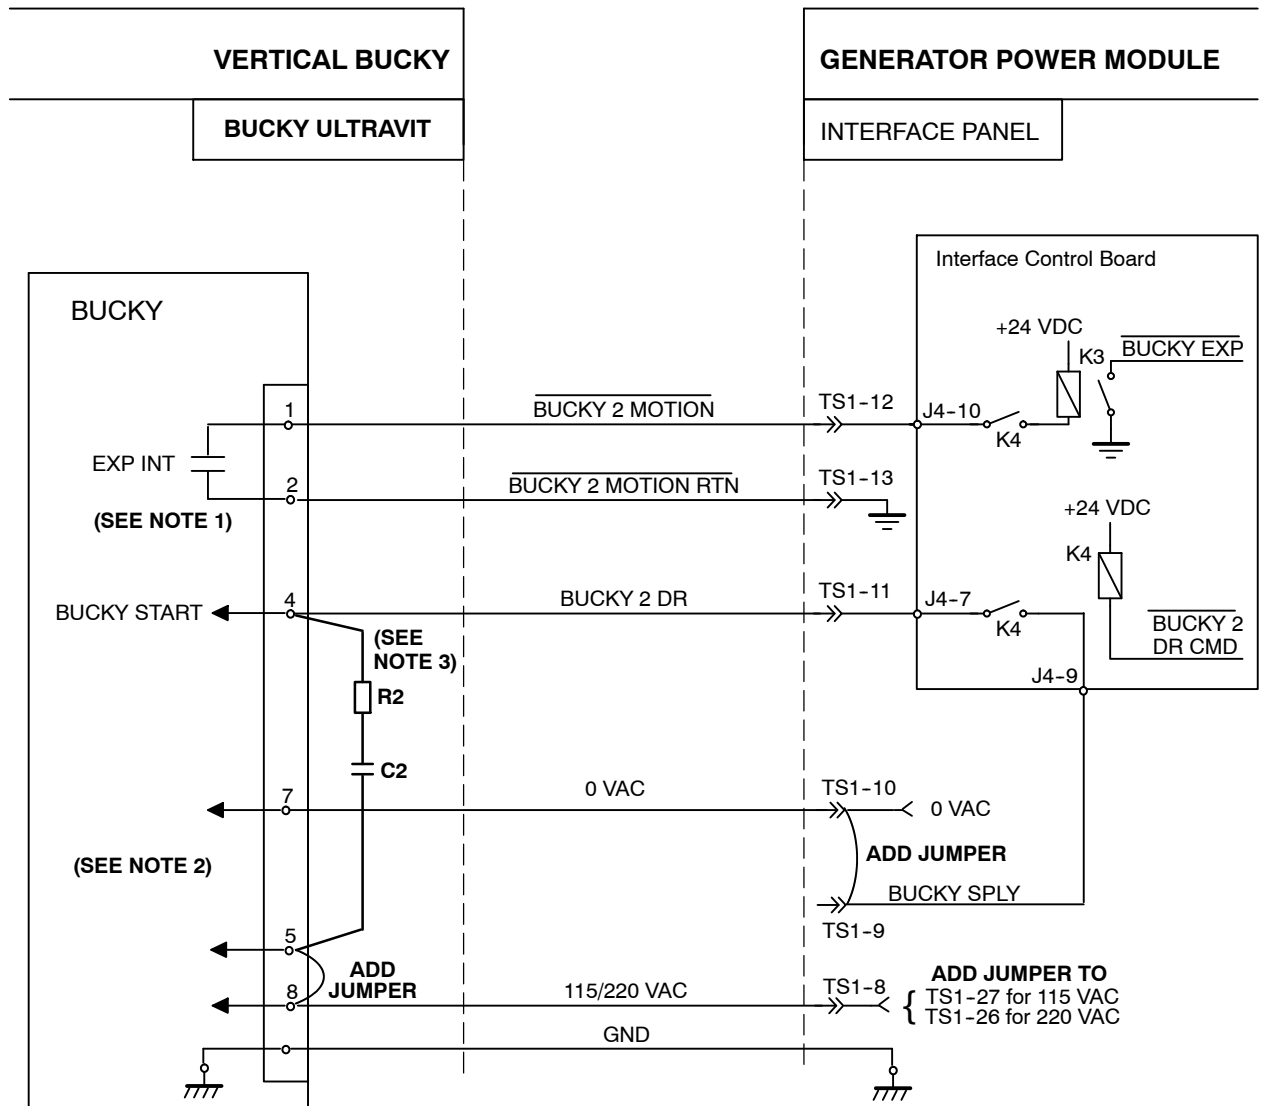 VERTICAL BUCKY
GENERATOR POWER MODULE
BUCKY ULTRAVIT
INTERFACE PANEL
Interface Control Board
BUCKY
+24 VDC
K3
BUCKY EXP
1
BUCKY 2 MOTION
TS1-12
J4-10
K4
EXP INT
2
BUCKY 2 MOTION RTN
TS1-13
(SEE NOTE 1)
+24 VDC
K4
BUCKY START
4
BUCKY 2 DR
TS1-11
J4-7
K4
BUCKY 2
DR CMD
(SEE
NOTE 3)
J4-9
R2
C2
7
0 VAC
TS1-10
0 VAC
(SEE NOTE 2)
ADD JUMPER
BUCKY SPLY
TS1-9
5
ADD
JUMPER
8
115/220 VAC
TS1-8
ADD JUMPER TO
{ TS1-27 for 115 VAC
TS1-26 for 220 VAC
GND